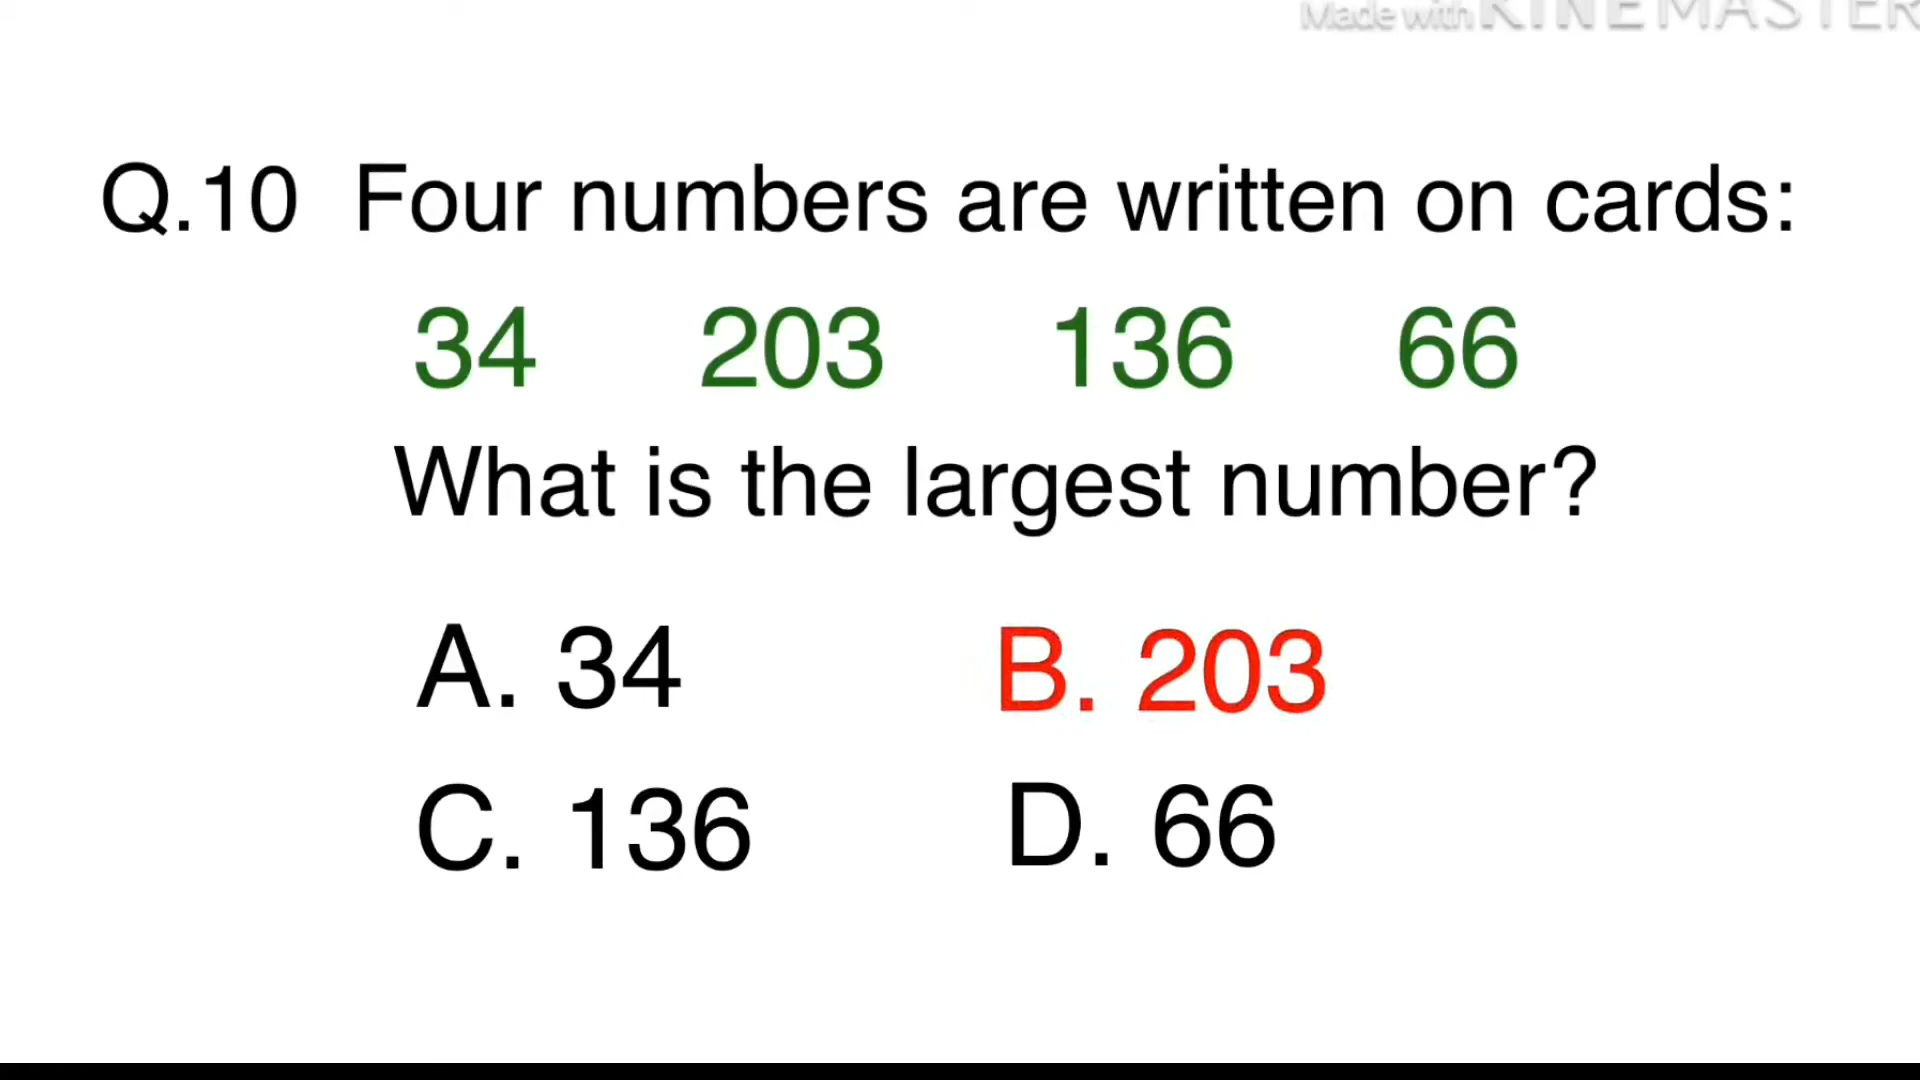 Made with KINEMASTER
Q.10 Four numbers are written on cards:
34 203 136 66
What is the largest number?
A. 34 B. 203
C. 136 D. 66